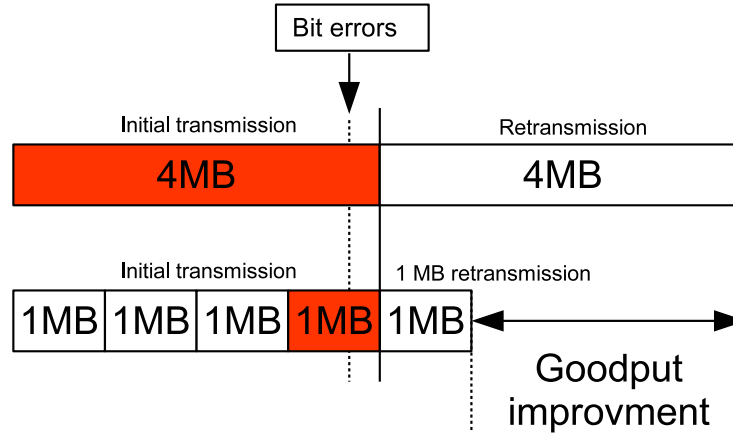 Bit errors
Initial transmission
Retransmission
4MB
4MB
Initial transmission
1 MB retransmission
1MB
1MB
1MB
1MB
1MB
Goodput
improvment